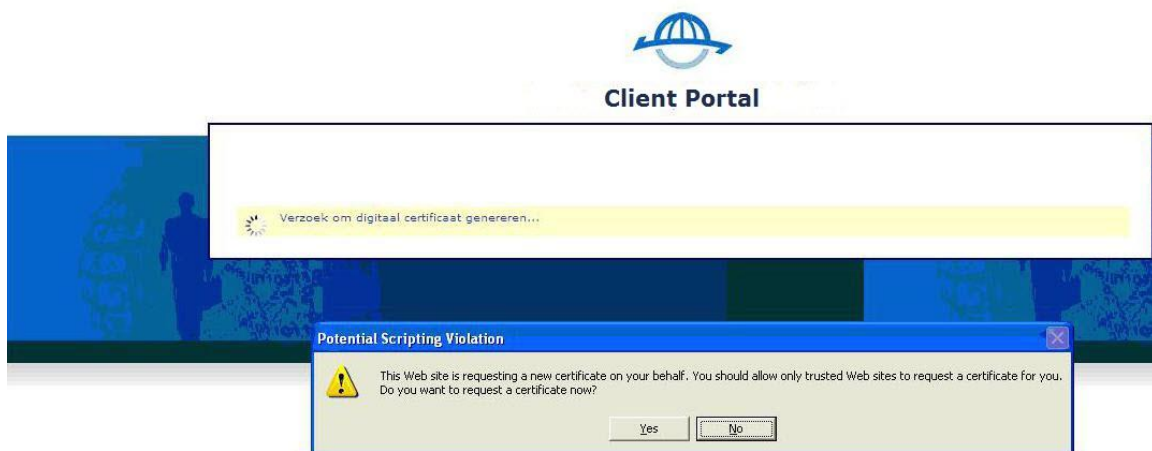 Client Portal
Verzoek om digitaal certificaat genereren...
Potential Scripting Violation
This Web site is requesting a new certificate on your behalf. You should allow only trusted Web sites to request a certificate for you.
Do you want to request a certificate now?
Yes No